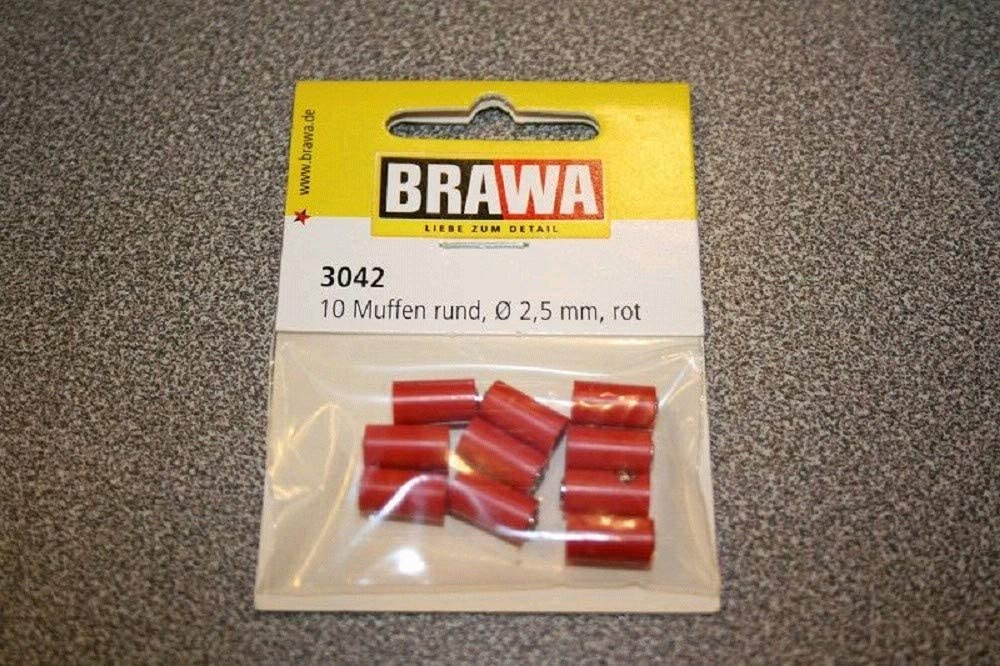 www.brawa.de
BRAWA
LIEBE ZUM DETAIL
3042
10 Muffen rund, Ø 2,5 mm, rot